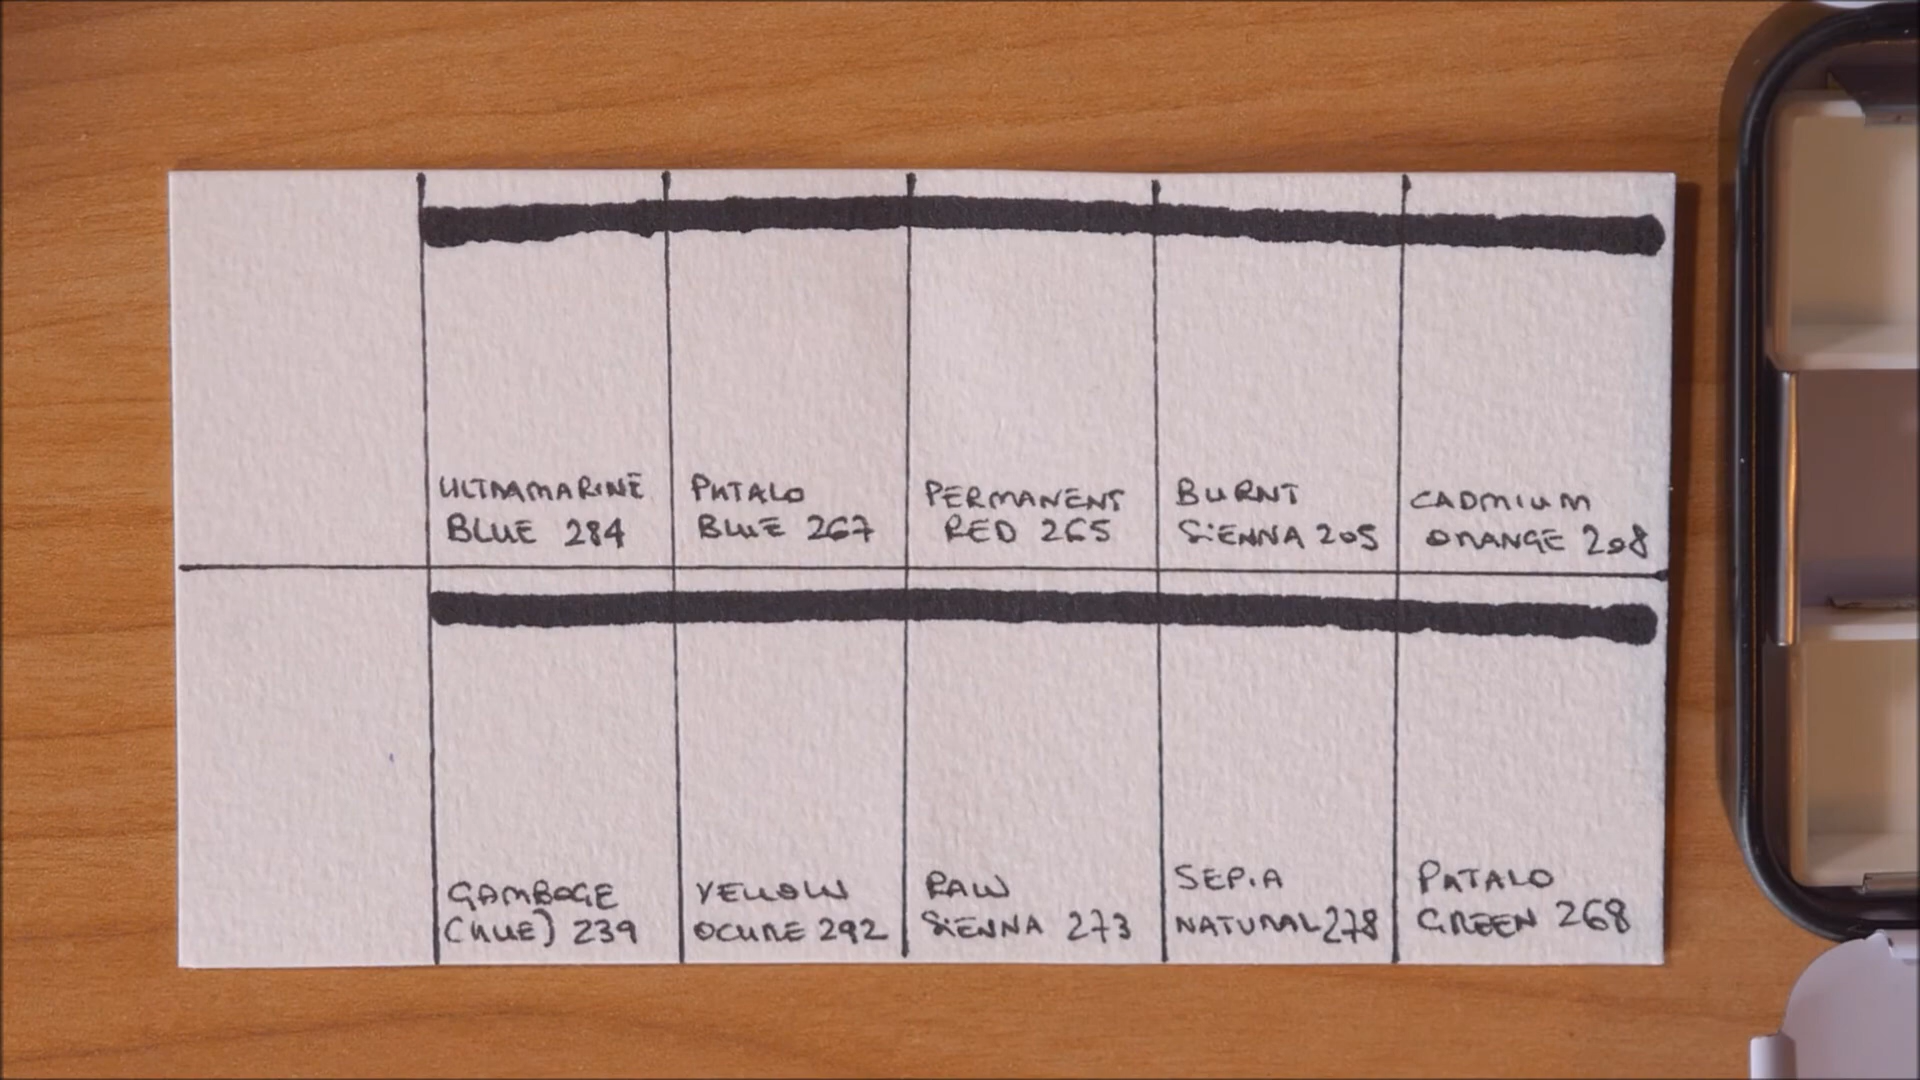 ULTRAMARINE
BLUE 284
PHTALO
BLUE 267
PERMANENT
RED 265
BURNT
SIENNA 205
CADMIUM
ORANGE 208
GAMBOGE
(HUE) 239
YELLOW
OCHRE 292
RAW
SIENNA 273
SEPIA
NATURAL 278
PHTALO
GREEN 268